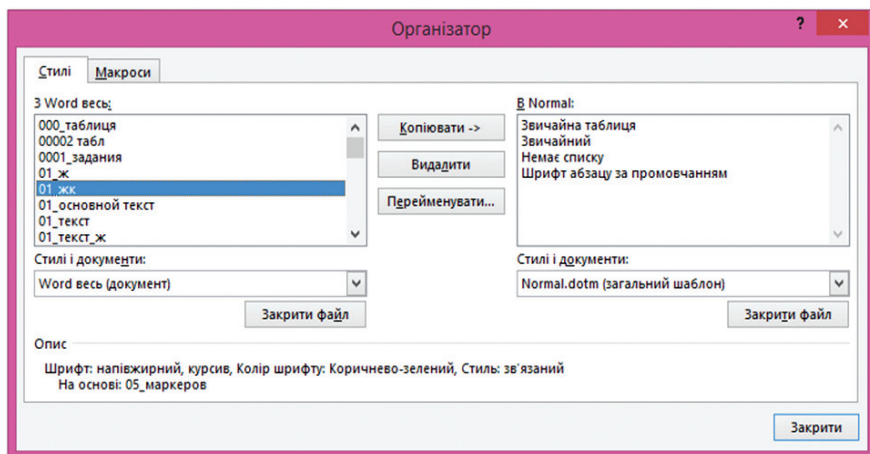 Організатор
? ×
Стилі Макроси
З Word весь:
000_таблиця
00002 табл
0001_задания
01_ж
01_жк
01_основной текст
01_текст
01_текст_ж
Копіювати ->
Видалити
Перейменувати...
В Normal:
Звичайна таблиця
Звичайний
Немає списку
Шрифт абзацу за промовчанням
Стилі і документи:
Word весь (документ)
Закрити файл
Стилі і документи:
Normal.dotm (загальний шаблон)
Закрити файл
Опис
Шрифт: напівжирний, курсив, Колір шрифту: Коричнево-зелений, Стиль: зв'язаний
На основі: 05_маркеров
Закрити